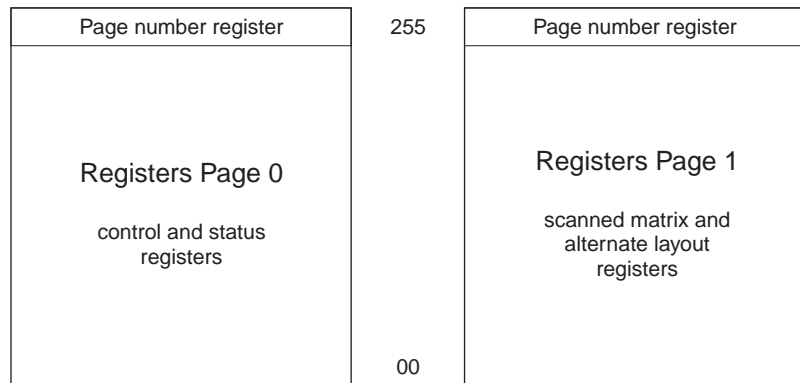 Page number register
255
Page number register
Registers Page 0
control and status
registers
Registers Page 1
scanned matrix and
alternate layout
registers
00